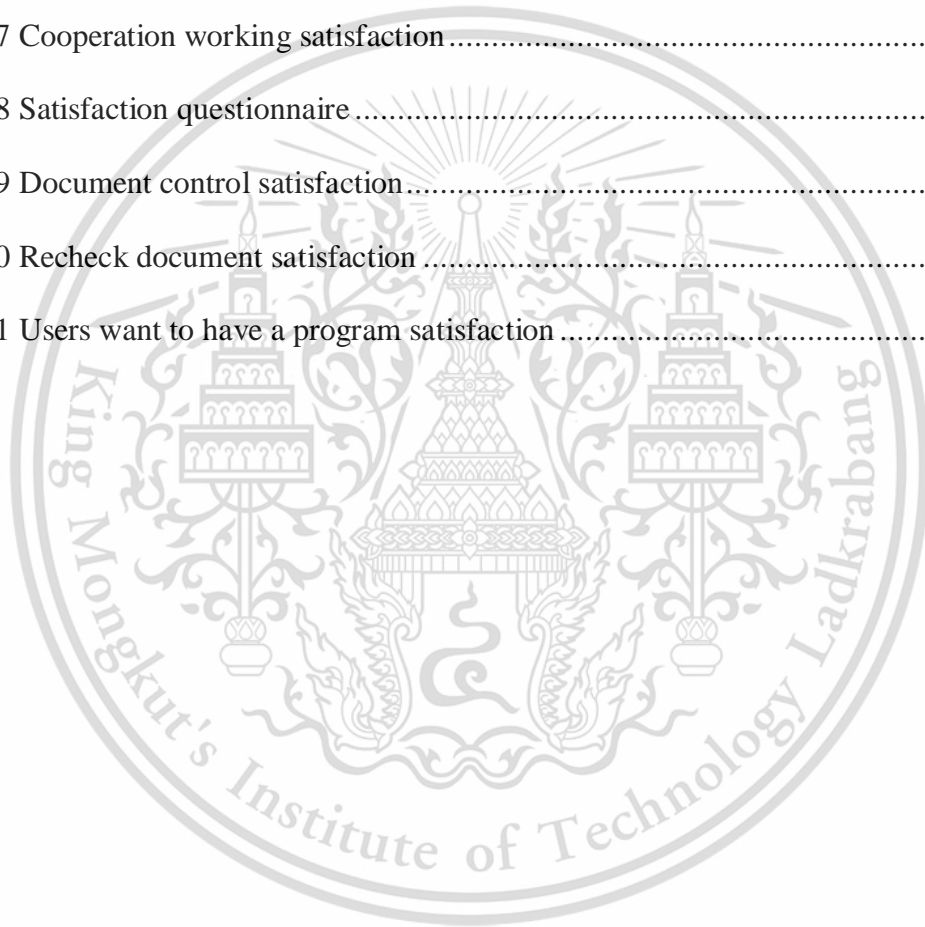 7 Cooperation working satisfaction
8 Satisfaction questionnaire
9 Document control satisfaction
0 Recheck document satisfaction
1 Users want to have a program satisfaction
King Mongkut's Institute of Technology Ladkrabang